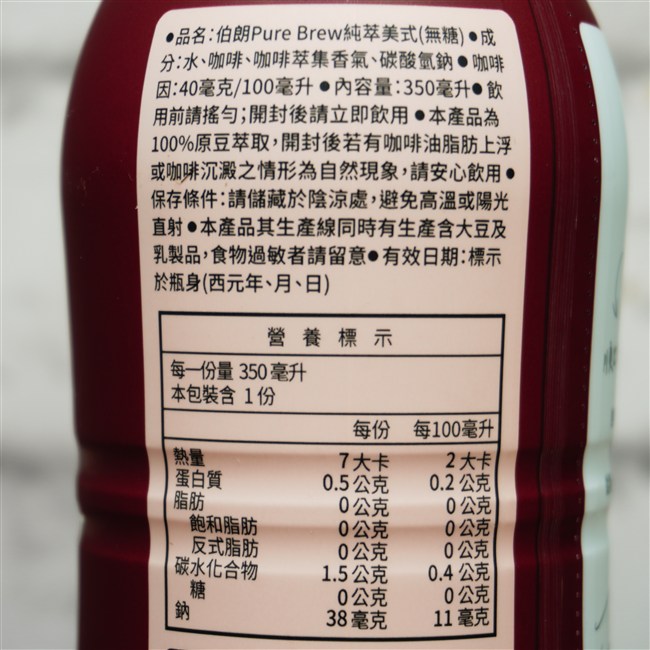 ●品名:伯朗Pure Brew純萃美式(無糖)●成
分:水、咖啡、咖啡萃集香氣、碳酸氫鈉●咖啡
因:40毫克/100毫升●內容量:350毫升●飲
用前請搖勻;開封後請立即飲用●本產品為
100%原豆萃取,開封後若有咖啡油脂肪上浮
或咖啡沉澱之情形為自然現象,請安心飲用●
保存條件:請儲藏於陰涼處,避免高溫或陽光
直射●本產品其生產線同時有生產含大豆及
乳製品,食物過敏者請留意●有效日期:標示
於瓶身(西元年、月、日)
營養標示
每一份量 350毫升
本包裝含 1份
每份 每100毫升
熱量 7大卡 2大卡
蛋白質 0.5公克 0.2公克
脂肪 0公克 0公克
飽和脂肪 0公克 0公克
反式脂肪 0公克 0公克
碳水化合物 1.5公克 0.4公克
糖 0公克 0公克
鈉 38毫克 11毫克